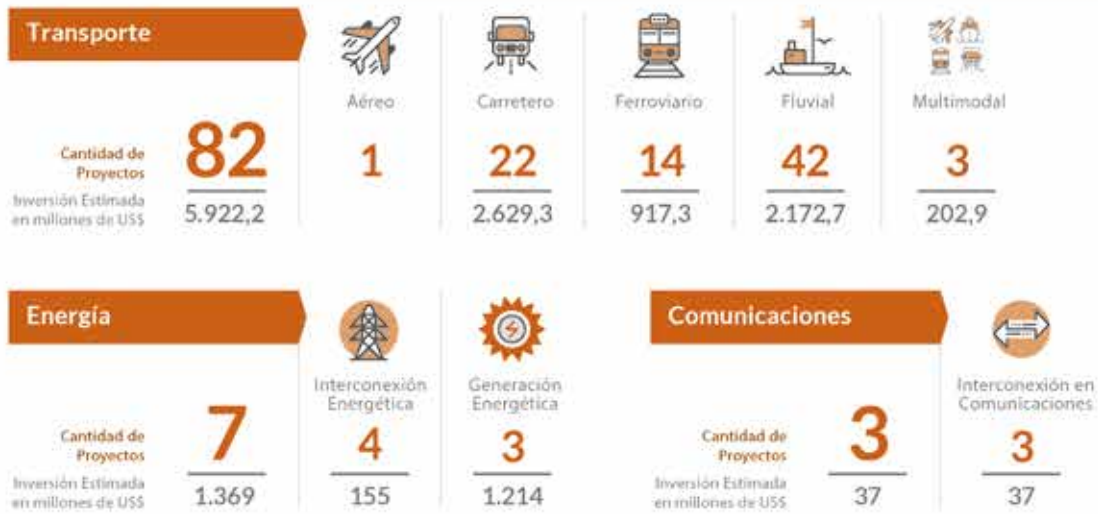 Transporte
Aéreo
Carretero
Ferroviario
Fluvial
Multimodal
Cantidad de
Proyectos
82
1
22
14
42
3
Inversión Estimada
en millones de US$
5.922,2
2.629,3
917,3
2.172,7
202,9
Energía
Interconexión
Energética
Generación
Energética
Cantidad de
Proyectos
7
4
3
Inversión Estimada
en millones de US$
1.369
155
1.214
Comunicaciones
Interconexión en
Comunicaciones
Cantidad de
Proyectos
3
3
Inversión Estimada
en millones de US$
37
37